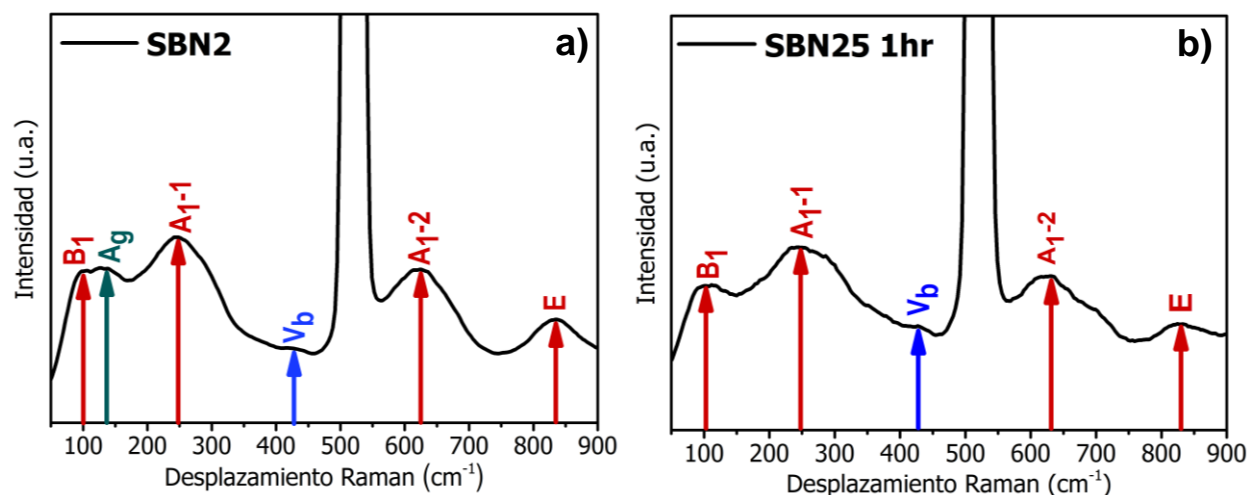 SBN2
a)
Intensidad (u.a.)
B1
Ag
A1-1
Vb
A1-2
E
100 200 300 400 500 600 700 800 900
Desplazamiento Raman (cm-1)
SBN25 1hr
b)
Intensidad (u.a.)
B1
A1-1
Vb
A1-2
E
100 200 300 400 500 600 700 800 900
Desplazamiento Raman (cm-1)